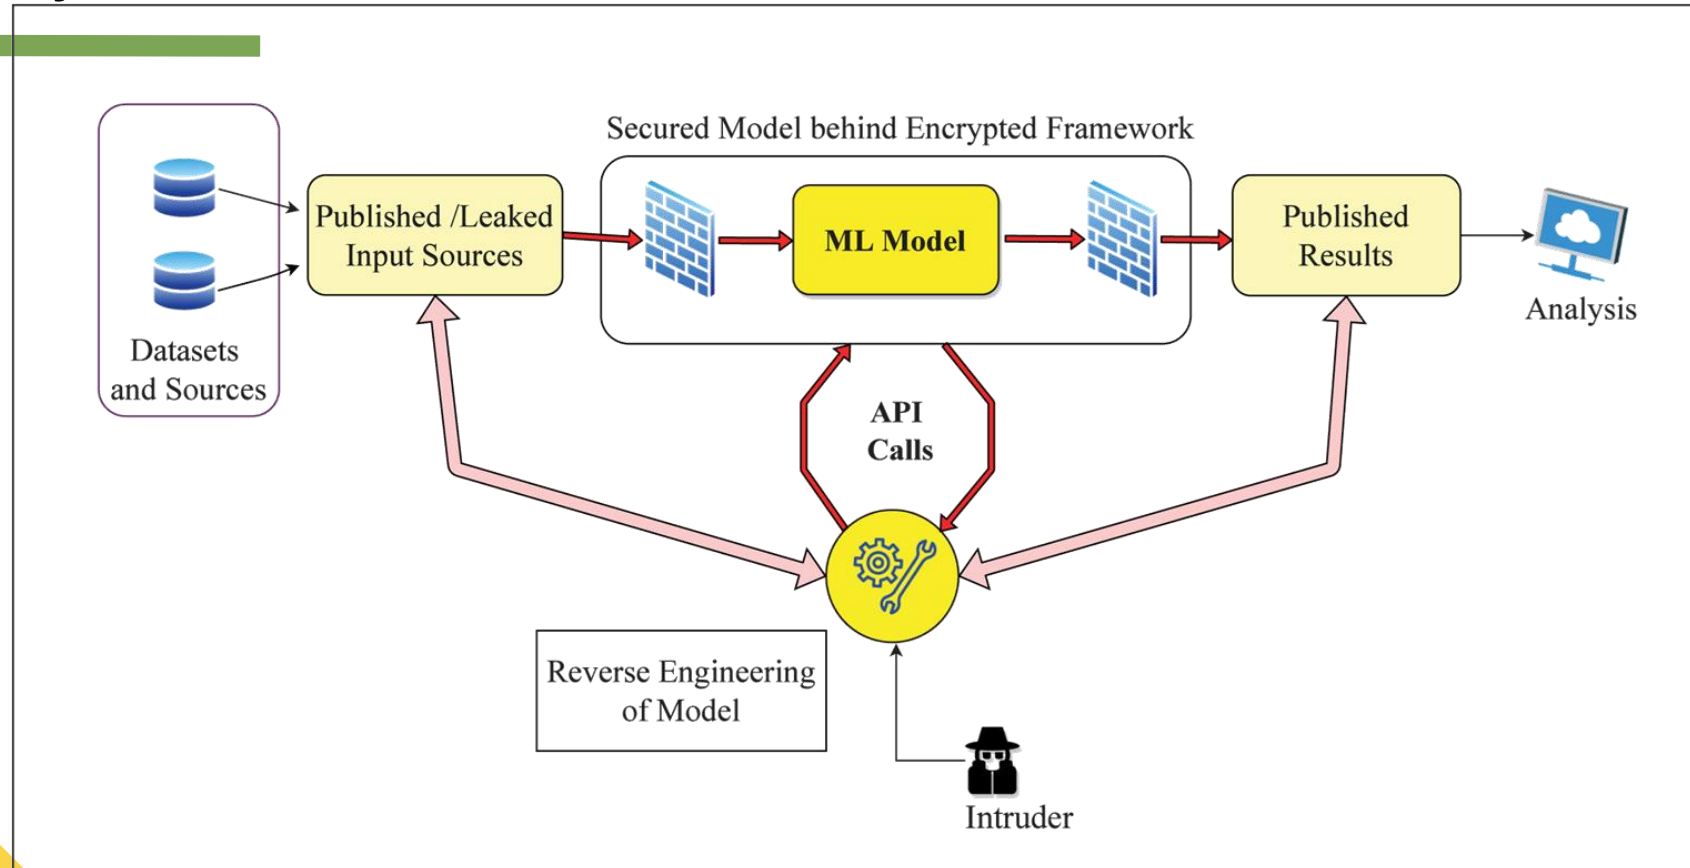 Secured Model behind Encrypted Framework
Published /Leaked
Input Sources
ML Model
Published
Results
Analysis
Datasets
and Sources
API
Calls
Reverse Engineering
of Model
Intruder